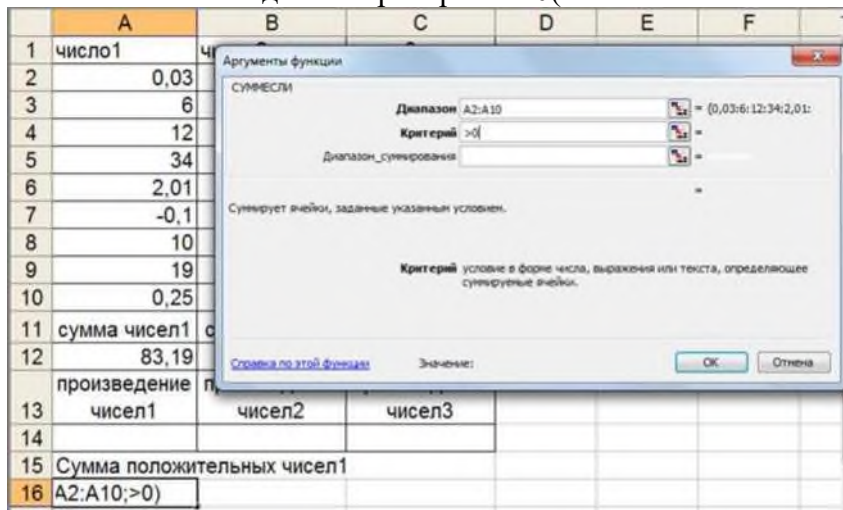 A B C D E F
1 число1
2 0,03
3 6
4 12
5 34
6 2,01
7 -0,1
8 10
9 19
10 0,25
11 сумма чисел1
12 83,19
произведение
13 чисел1 чисел2 чисел3
14
15 Сумма положительных чисел1
16 A2:A10;>0)
Аргументы функции
СУММЕСЛИ
Диапазон A2:A10 = {0,03:6:12:34:2,01:
Критерий >0 =
Диапазон_суммирования =
=
Суммирует ячейки, заданные указанным условием.
Критерий условие в форме числа, выражения или текста, определяющее
суммируемые ячейки.
Справка по этой функции Значение: ОК Отмена